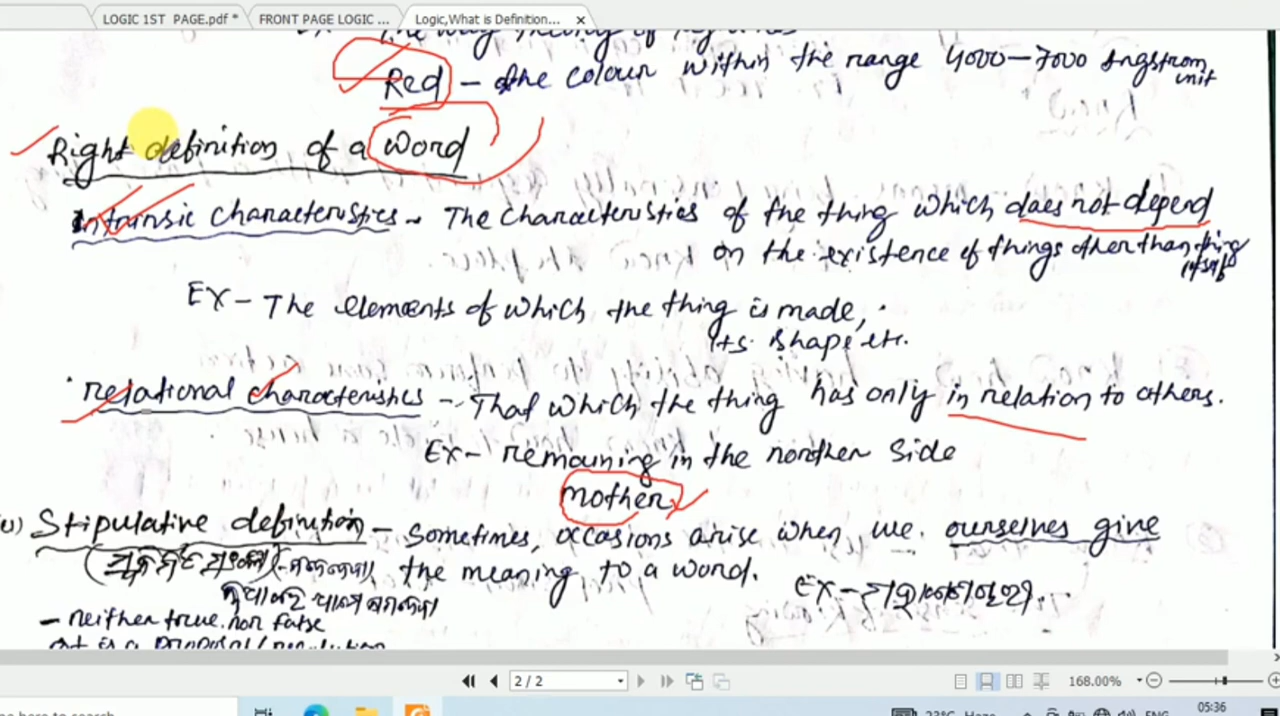 LOGIC 1ST PAGE.pdf *
FRONT PAGE LOGIC ...
Logic,What is Definition...
Red - the colour within the range 4000-7000 Angstrom
unit
Right definition of a word
Intrinsic characteristics - The characteristics of the thing which does not depend
on the existence of things other than thing
itself
EX - The elements of which the thing is made,
its shape etc.
Relational characteristics - That which the thing has only in relation to others.
EX- remaining in the northern side
mother
Stipulative definition - Sometimes, occasions arise when we ourselves give
the meaning to a word. EX-
- neither true nor false
2 / 2
168.00%
05:36
ENG